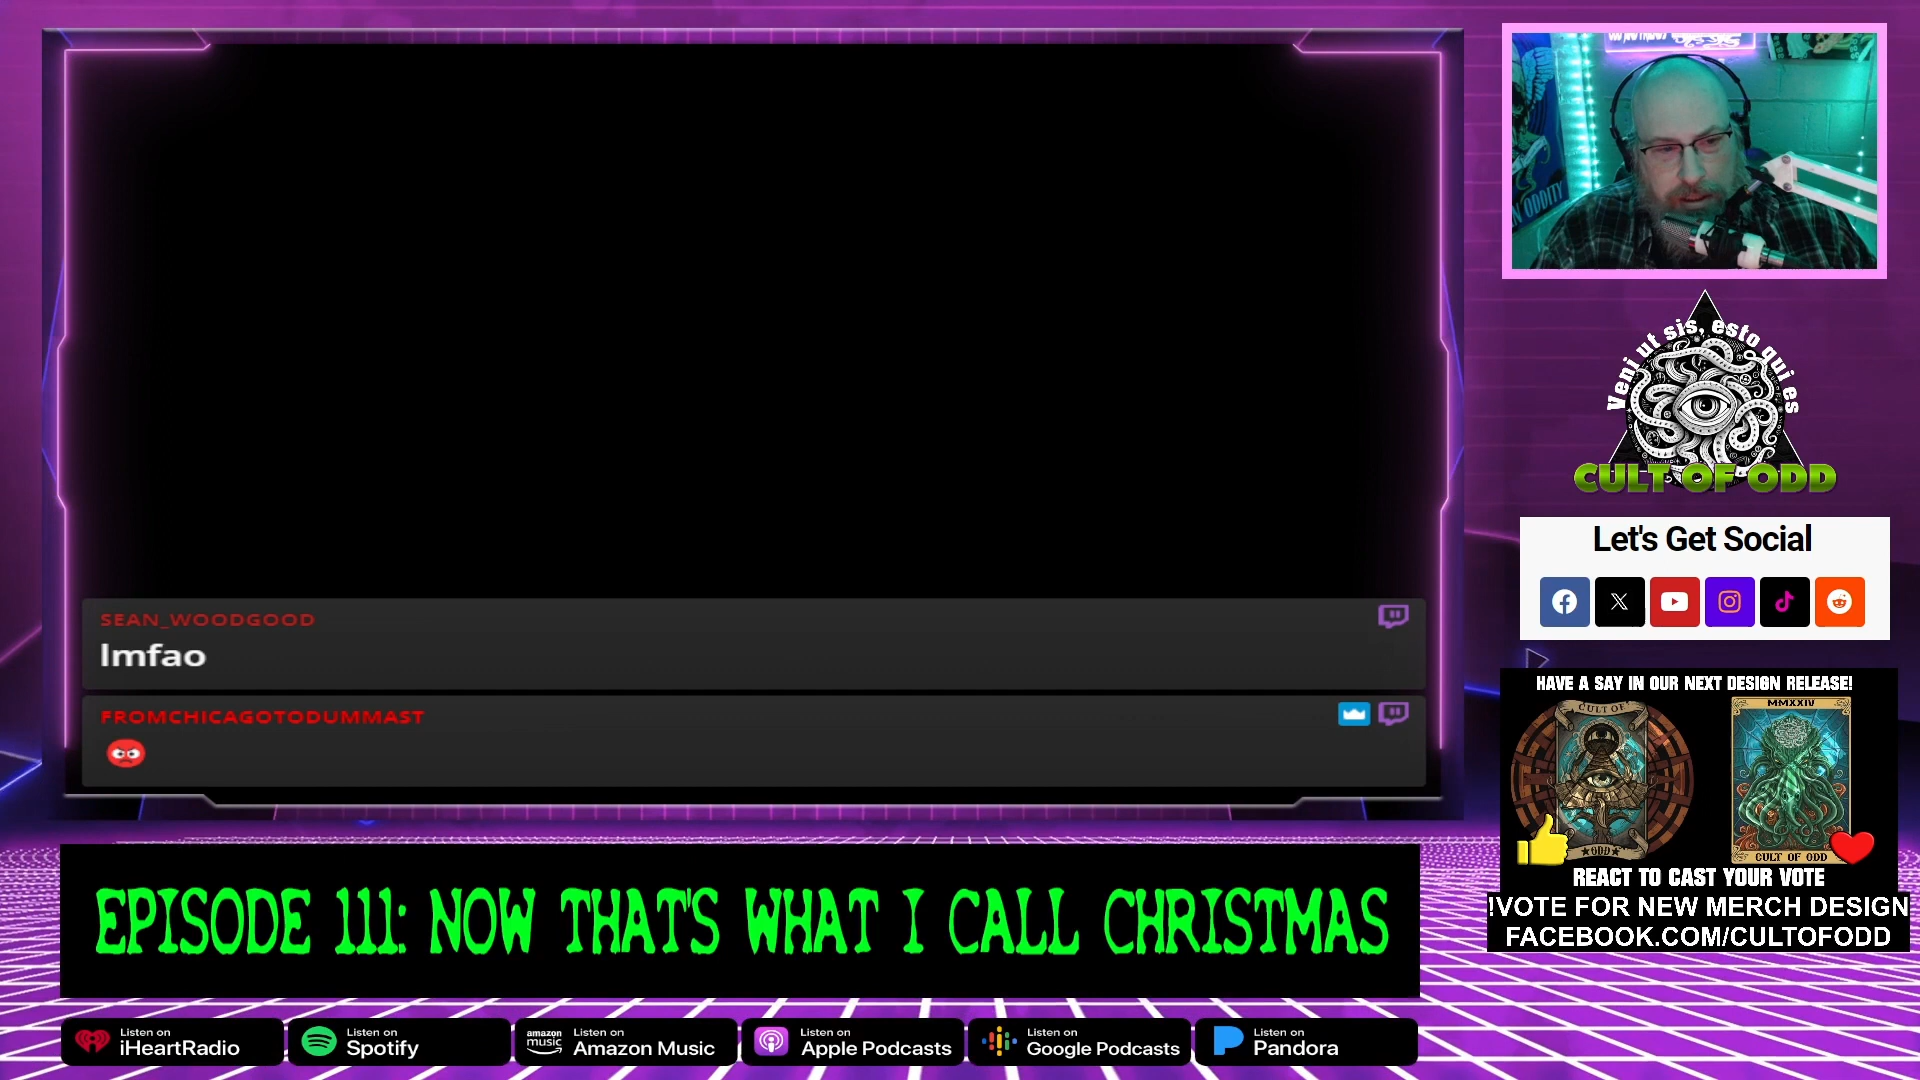 SEAN_WOODGOOD
lmfao
FROMCHICAGOTODUMMAST
EPISODE 111: NOW THAT'S WHAT I CALL CHRISTMAS
Listen on
iHeartRadio
Listen on
Spotify
amazon
music
Listen on
Amazon Music
Listen on
Apple Podcasts
Listen on
Google Podcasts
Listen on
Pandora
ODDITY
Veni ut sis, esto qui es
CULT OF ODD
Let's Get Social
HAVE A SAY IN OUR NEXT DESIGN RELEASE!
CULT OF
ODD
MMXXIV
CULT OF ODD
REACT TO CAST YOUR VOTE
!VOTE FOR NEW MERCH DESIGN
FACEBOOK.COM/CULTOFODD